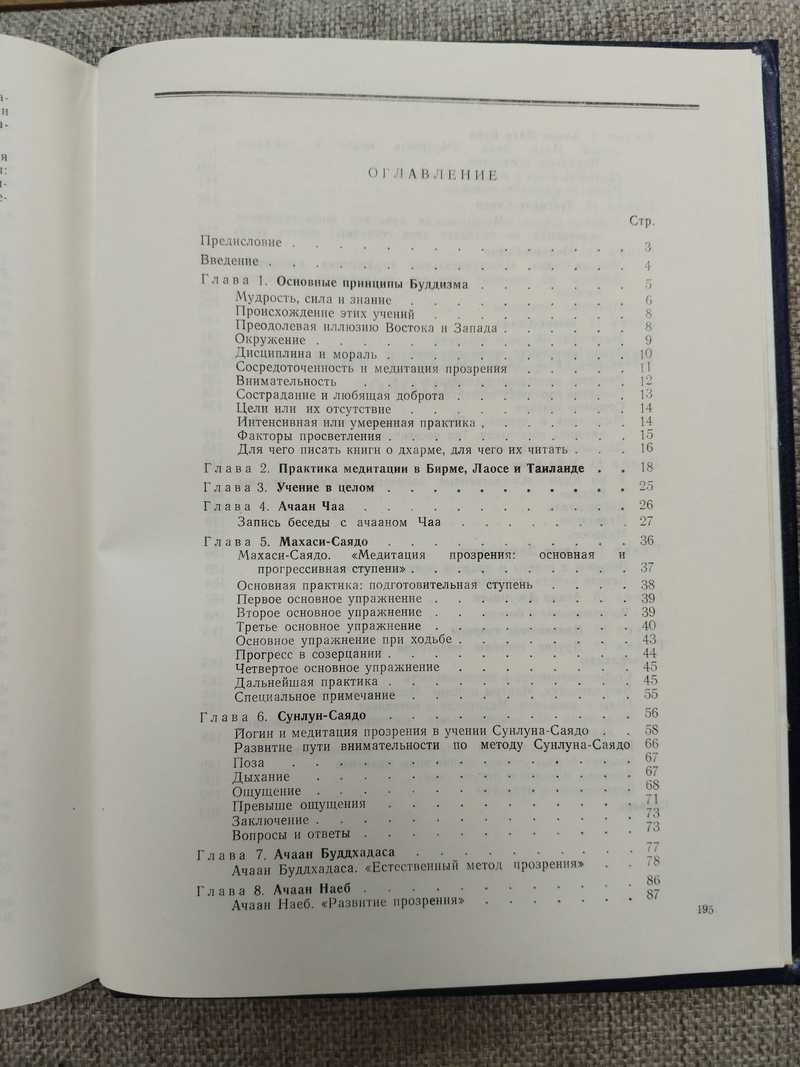 а-
и
а-
я
и:
и-
е-
ОГЛАВЛЕНИЕ
Стр.
Предисловие . . . . . . . . . . . . . . . 3
Введение . . . . . . . . . . . . . . . . 4
Глава 1. Основные принципы Буддизма . . . . . . . 5
Мудрость, сила и знание . . . . . . . . . . 6
Происхождение этих учений . . . . . . . . . 8
Преодолевая иллюзию Востока и Запада . . . . . . 8
Окружение . . . . . . . . . . . . . . 9
Дисциплина и мораль . . . . . . . . . . . 10
Сосредоточенность и медитация прозрения . . . . . 11
Внимательность . . . . . . . . . . . . 12
Сострадание и любящая доброта . . . . . . . . 13
Цели или их отсутствие . . . . . . . . . . 14
Интенсивная или умеренная практика . . . . . . . 14
Факторы просветления . . . . . . . . . . . 15
Для чего писать книги о дхарме, для чего их читать . . . 16
Глава 2. Практика медитации в Бирме, Лаосе и Таиланде . . 18
Глава 3. Учение в целом . . . . . . . . . . . 25
Глава 4. Ачаан Чаа . . . . . . . . . . . . 26
Запись беседы с ачааном Чаа . . . . . . . . 27
Глава 5. Махаси-Саядо . . . . . . . . . . . 36
Махаси-Саядо. «Медитация прозрения: основная и
прогрессивная ступени» . . . . . . . . . . 37
Основная практика: подготовительная ступень . . . . 38
Первое основное упражнение . . . . . . . . . 39
Второе основное упражнение . . . . . . . . . 39
Третье основное упражнение . . . . . . . . . 40
Основное упражнение при ходьбе . . . . . . . . 43
Прогресс в созерцании . . . . . . . . . . . 44
Четвертое основное упражнение . . . . . . . . 45
Дальнейшая практика . . . . . . . . . . . 45
Специальное примечание . . . . . . . . . . 55
Глава 6. Сунлун-Саядо . . . . . . . . . . . 56
Йогин и медитация прозрения в учении Сунлуна-Саядо . . 58
Развитие пути внимательности по методу Сунлуна-Саядо 66
Поза . . . . . . . . . . . . . . . 67
Дыхание . . . . . . . . . . . . . . 67
Ощущение . . . . . . . . . . . . . . 68
Превыше ощущения . . . . . . . . . . . 71
Заключение . . . . . . . . . . . . . . 73
Вопросы и ответы . . . . . . . . . . . . 73
Глава 7. Ачаан Буддхадаса . . . . . . . . . . 77
Ачаан Буддхадаса. «Естественный метод прозрения» . . 78
Глава 8. Ачаан Наеб . . . . . . . . . . . . 86
Ачаан Наеб. «Развитие прозрения» . . . . . . . 87
195